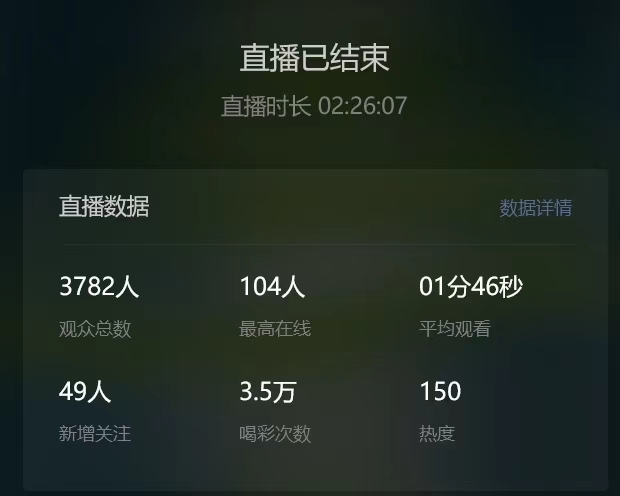 直播已结束
直播时长 02:26:07
直播数据 数据详情
3782人 104人 01分46秒
观众总数 最高在线 平均观看
49人 3.5万 150
新增关注 喝彩次数 热度